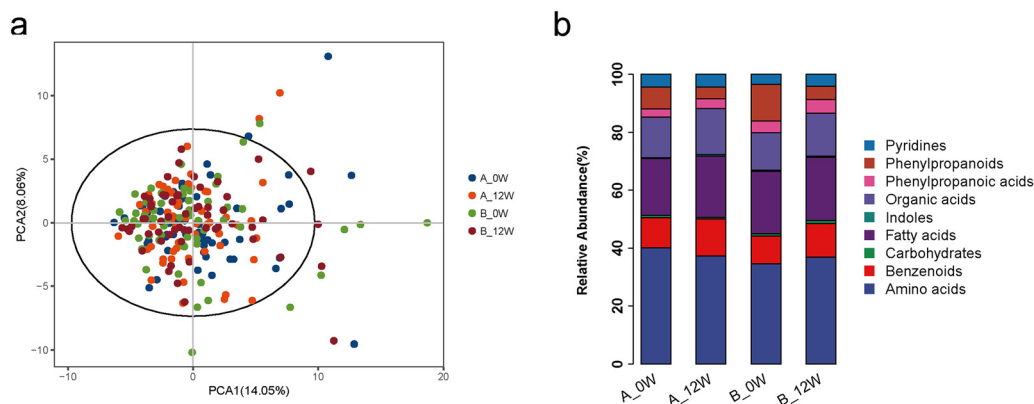 a
PCA2(8.06%)
10
5
0
−5
−10
−10
0
10
20
PCA1(14.05%)
A_0W
A_12W
B_0W
B_12W
b
Relative Abundance(%)
100
80
60
40
20
0
A_0W
A_12W
B_0W
B_12W
Pyridines
Phenylpropanoids
Phenylpropanoic acids
Organic acids
Indoles
Fatty acids
Carbohydrates
Benzenoids
Amino acids